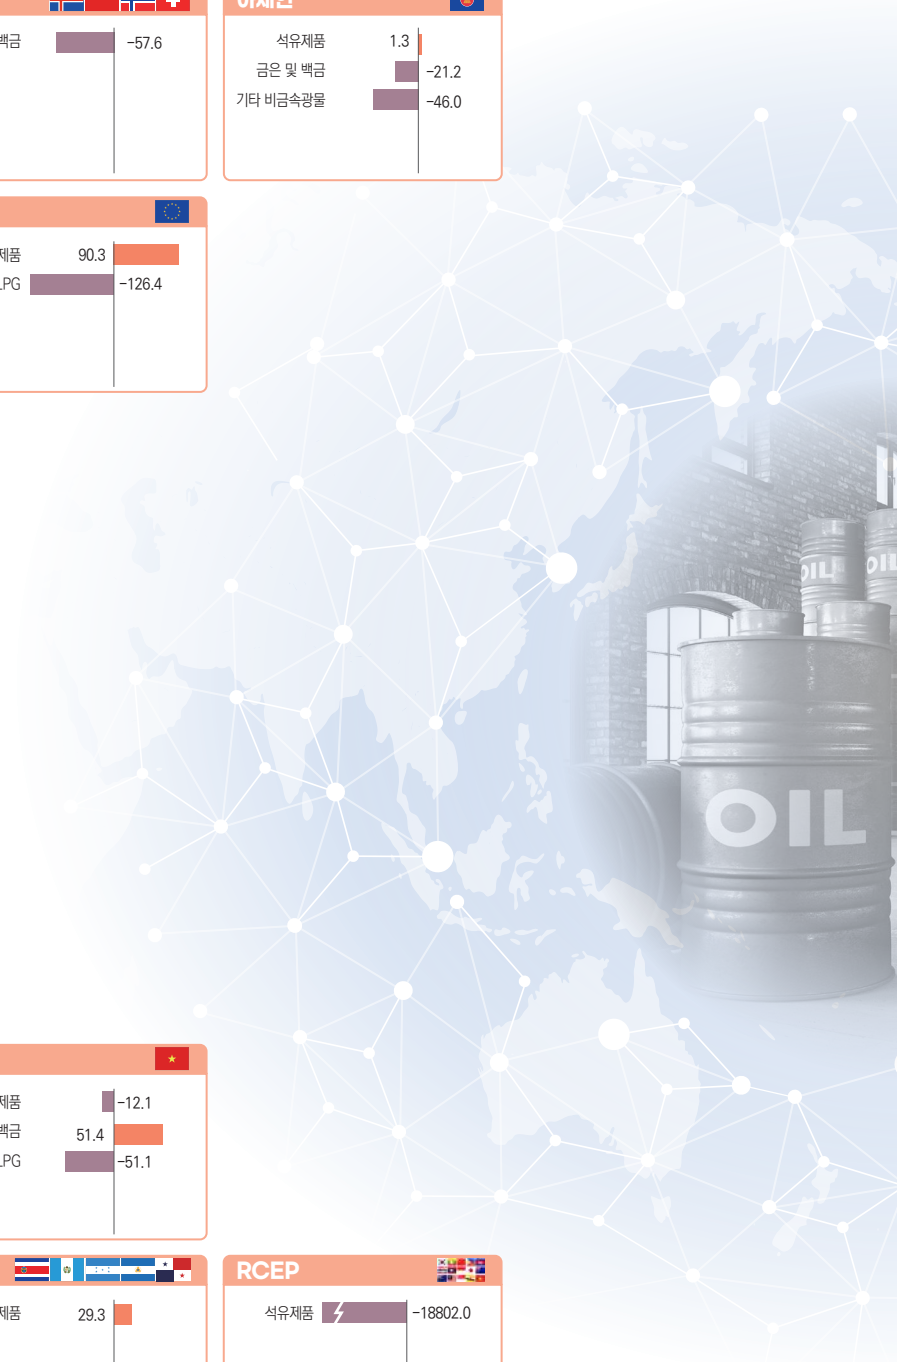 백금 -57.6
아세안
석유제품 1.3
금은 및 백금 -21.2
기타 비금속광물 -46.0
제품 90.3
LPG -126.4
OIL
OIL
OIL
제품 -12.1
백금 51.4
LPG -51.1
제품 29.3
RCEP
석유제품 -18802.0